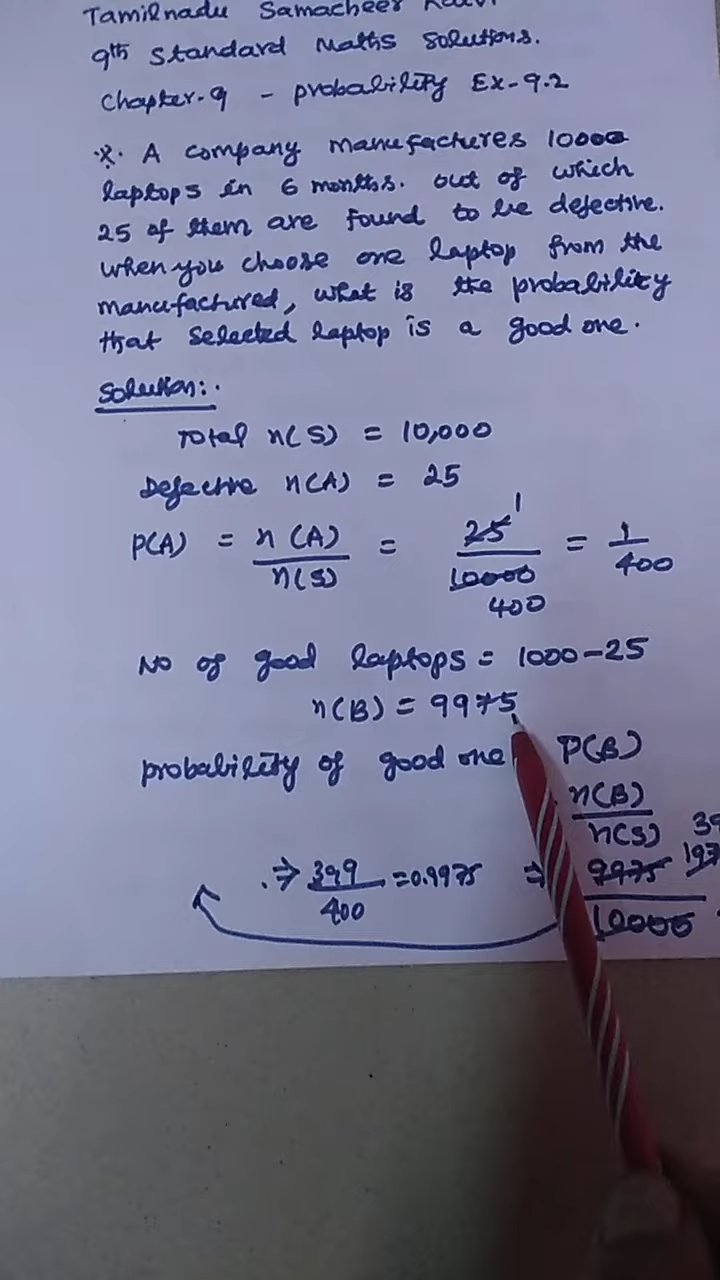 Tamilnadu Samacheer Kalvi
9th Standard Maths Solutions.
Chapter-9 - probability Ex-9.2
*. A company manufactures 10000
laptops in 6 months. out of which
25 of them are found to be defective.
when you choose one laptop from the
manufactured, what is the probability
that selected laptop is a good one.
Solution:.
Total n(S) = 10,000
Defective n(A) = 25
P(A) = n(A)/n(S) = 25/10000 = 1/400
1
400
No of good laptops = 1000-25
n(B) = 9975
probability of good one P(B)
n(B)/n(S)
⇒ 9975/10000
.⇒ 399/400 = 0.9975